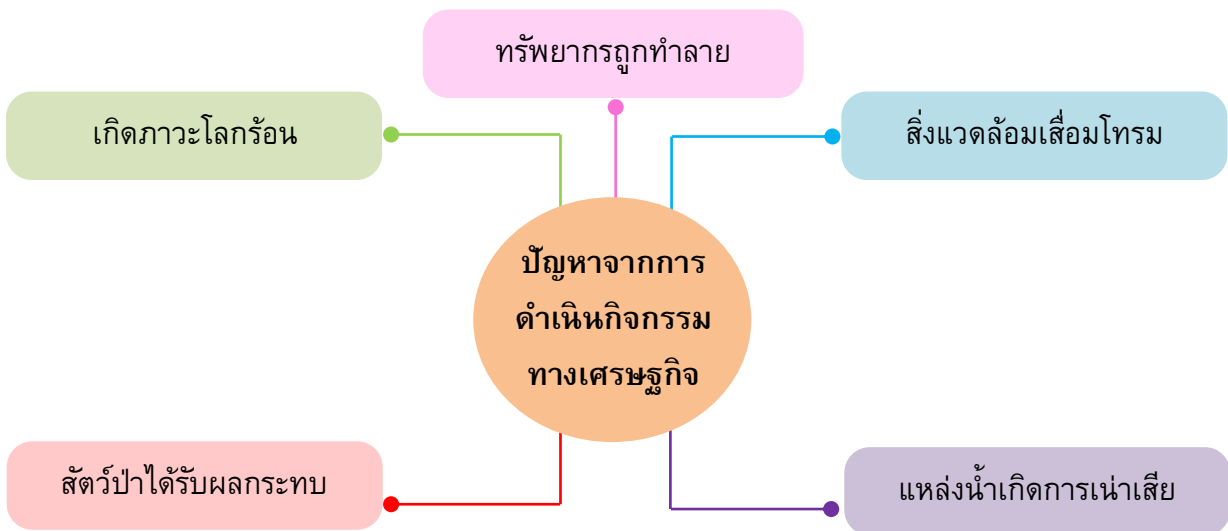 ทรัพยากรถูกทำลาย
เกิดภาวะโลกร้อน
สิ่งแวดล้อมเสื่อมโทรม
ปัญหาจากการ
ดำเนินกิจกรรม
ทางเศรษฐกิจ
สัตว์ป่าได้รับผลกระทบ
แหล่งน้ำเกิดการเน่าเสีย